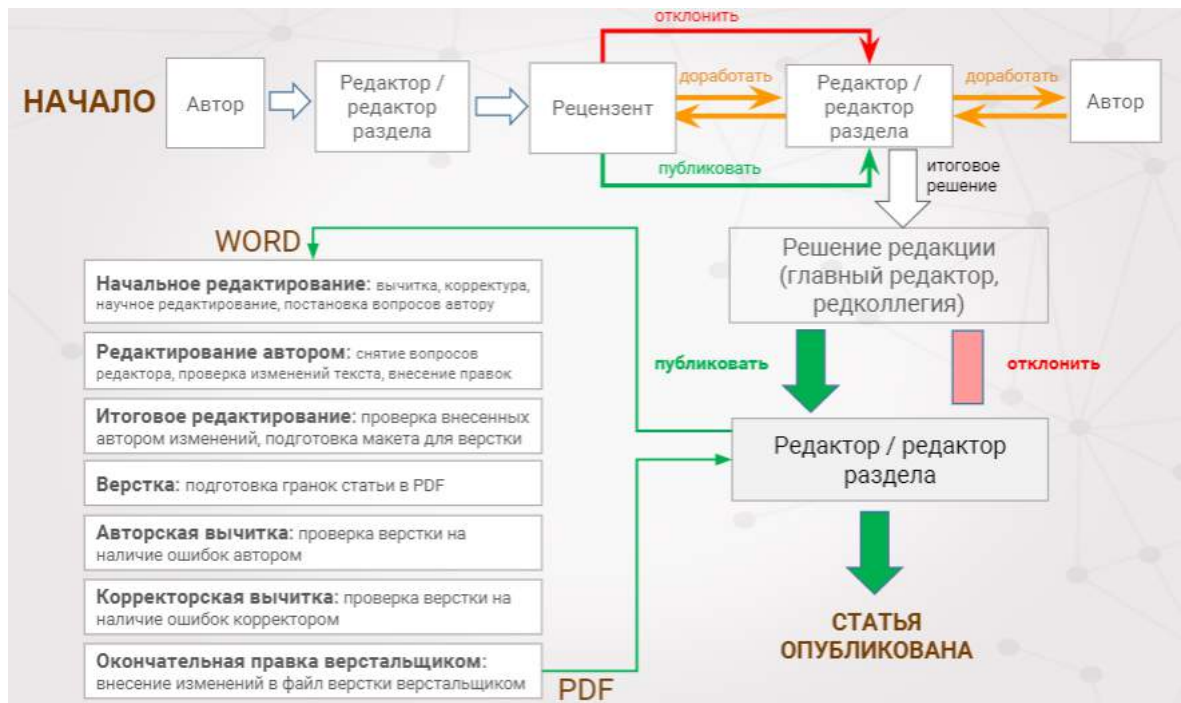 отклонить
НАЧАЛО
Автор
Редактор /
редактор
раздела
Рецензент
доработать
Редактор /
редактор
раздела
доработать
Автор
публиковать
итоговое
решение
WORD
Решение редакции
(главный редактор,
редколлегия)
Начальное редактирование: вычитка, корректура,
научное редактирование, постановка вопросов автору
Редактирование автором: снятие вопросов
редактора, проверка изменений текста, внесение правок
публиковать
отклонить
Итоговое редактирование: проверка внесенных
автором изменений, подготовка макета для верстки
Редактор / редактор
раздела
Верстка: подготовка гранок статьи в PDF
Авторская вычитка: проверка верстки на
наличие ошибок автором
Корректорская вычитка: проверка верстки на
наличие ошибок корректором
СТАТЬЯ
ОПУБЛИКОВАНА
Окончательная правка верстальщиком:
внесение изменений в файл верстки верстальщиком
PDF